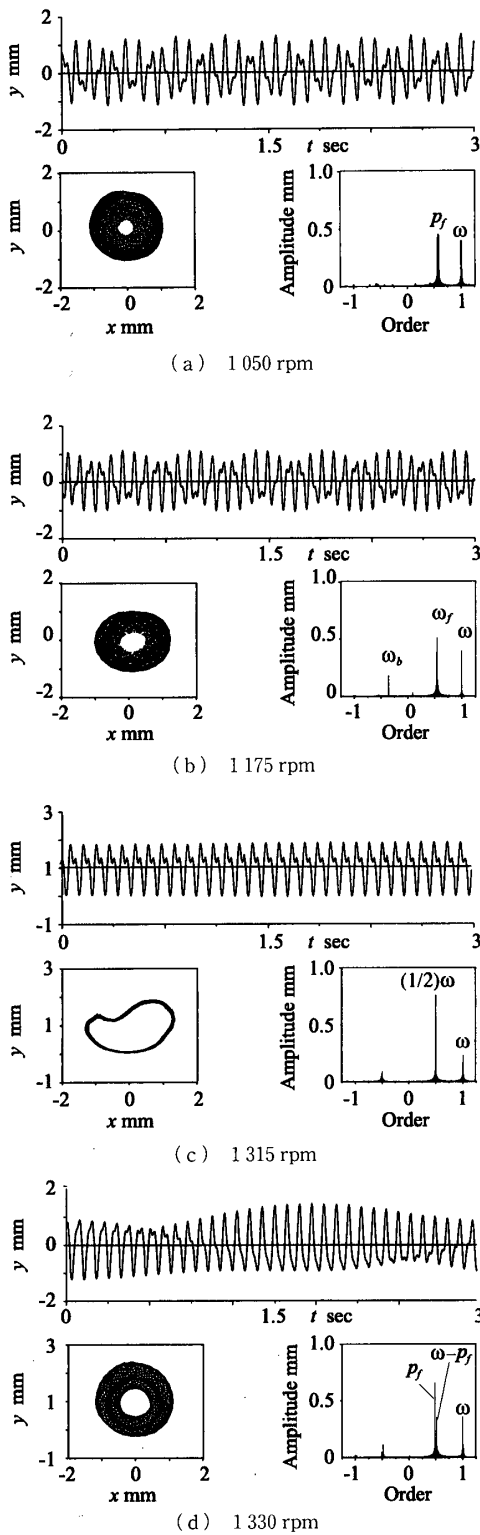 2
0
-2
y mm
0 1.5 t sec 3
2
0
-2
y mm
-2 0 2
x mm
1.0
0.5
0
Amplitude mm
p_f
ω
-1 0 1
Order
(a) 1 050 rpm
2
0
-2
y mm
0 1.5 t sec 3
2
0
-2
y mm
-2 0 2
x mm
1.0
0.5
0
Amplitude mm
ω_b
ω_f
ω
-1 0 1
Order
(b) 1 175 rpm
3
1
-1
y mm
0 1.5 t sec 3
3
1
-1
y mm
-2 0 2
x mm
1.0
0.5
0
Amplitude mm
(1/2)ω
ω
-1 0 1
Order
(c) 1 315 rpm
2
0
-2
y mm
0 1.5 t sec 3
3
1
-1
y mm
-2 0 2
x mm
1.0
0.5
0
Amplitude mm
p_f
ω−p_f
ω
-1 0 1
Order
(d) 1 330 rpm